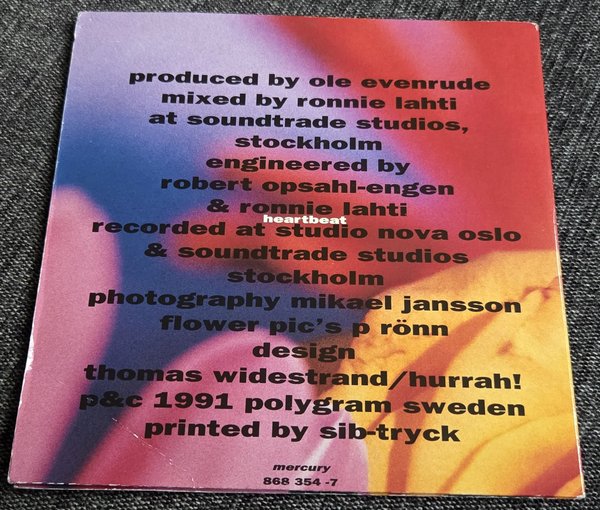 produced by ole evenrude
mixed by ronnie lahti
at soundtrade studios,
stockholm
engineered by
robert opsahl-engen
& ronnie lahti
heartbeat
recorded at studio nova oslo
& soundtrade studios
stockholm
photography mikael jansson
flower pic's p rönn
design
thomas widestrand/hurrah!
p&c 1991 polygram sweden
printed by sib-tryck
mercury
868 354 -7